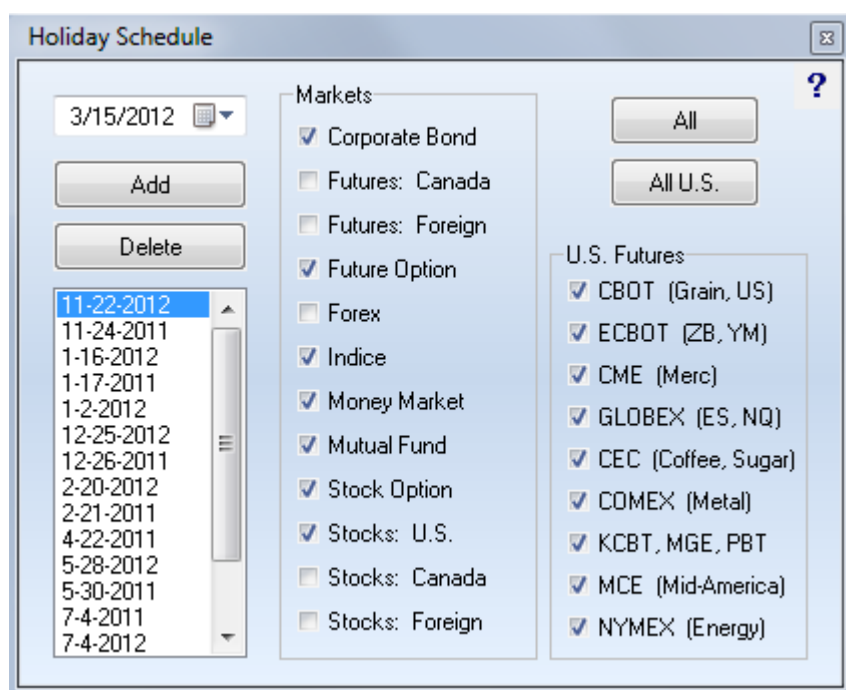 Holiday Schedule
?
3/15/2012
Add
Delete
11-22-2012
11-24-2011
1-16-2012
1-17-2011
1-2-2012
12-25-2012
12-26-2011
2-20-2012
2-21-2011
4-22-2011
5-28-2012
5-30-2011
7-4-2011
7-4-2012
Markets
Corporate Bond
Futures: Canada
Futures: Foreign
Future Option
Forex
Indice
Money Market
Mutual Fund
Stock Option
Stocks: U.S.
Stocks: Canada
Stocks: Foreign
All
All U.S.
U.S. Futures
CBOT (Grain, US)
ECBOT (ZB, YM)
CME (Merc)
GLOBEX (ES, NQ)
CEC (Coffee, Sugar)
COMEX (Metal)
KCBT, MGE, PBT
MCE (Mid-America)
NYMEX (Energy)